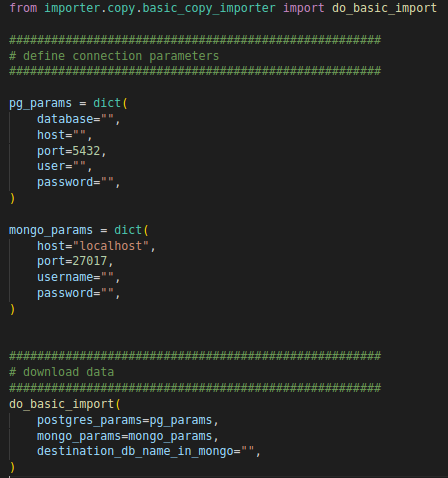 from importer.copy.basic_copy_importer import do_basic_import
#####################################################
# define connection parameters
#####################################################
pg_params = dict(
    database="",
    host="",
    port=5432,
    user="",
    password="",
)
mongo_params = dict(
    host="localhost",
    port=27017,
    username="",
    password="",
)
#####################################################
# download data
#####################################################
do_basic_import(
    postgres_params=pg_params,
    mongo_params=mongo_params,
    destination_db_name_in_mongo="",
)